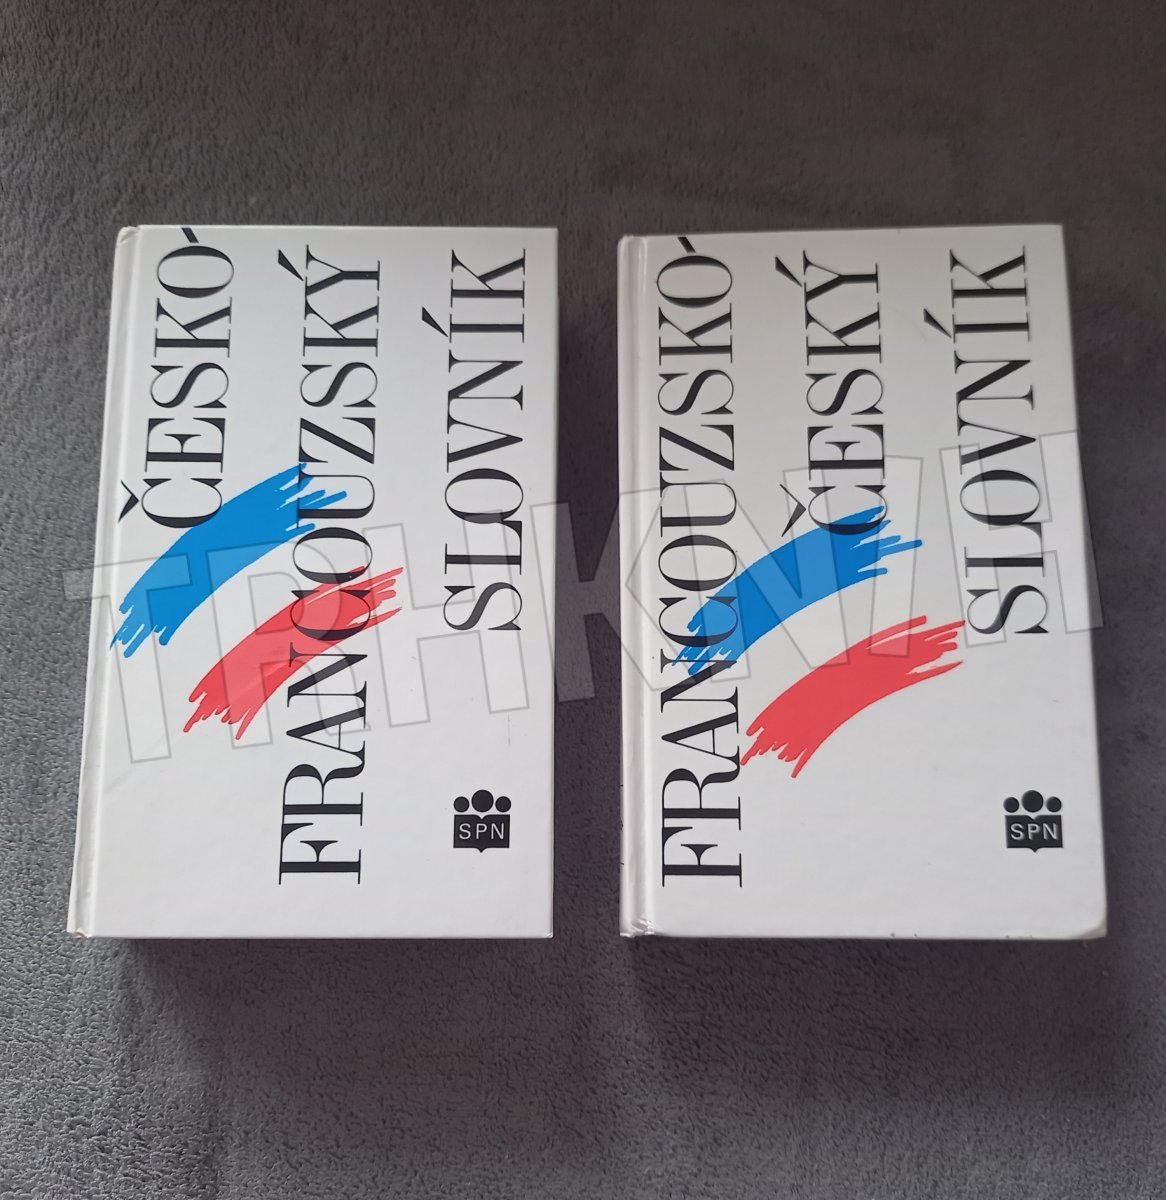 ČESKO-
FRANCOUZSKÝ
SLOVNÍK
SPN
FRANCOUZSKO-
ČESKÝ
SLOVNÍK
SPN
TRHKNIH